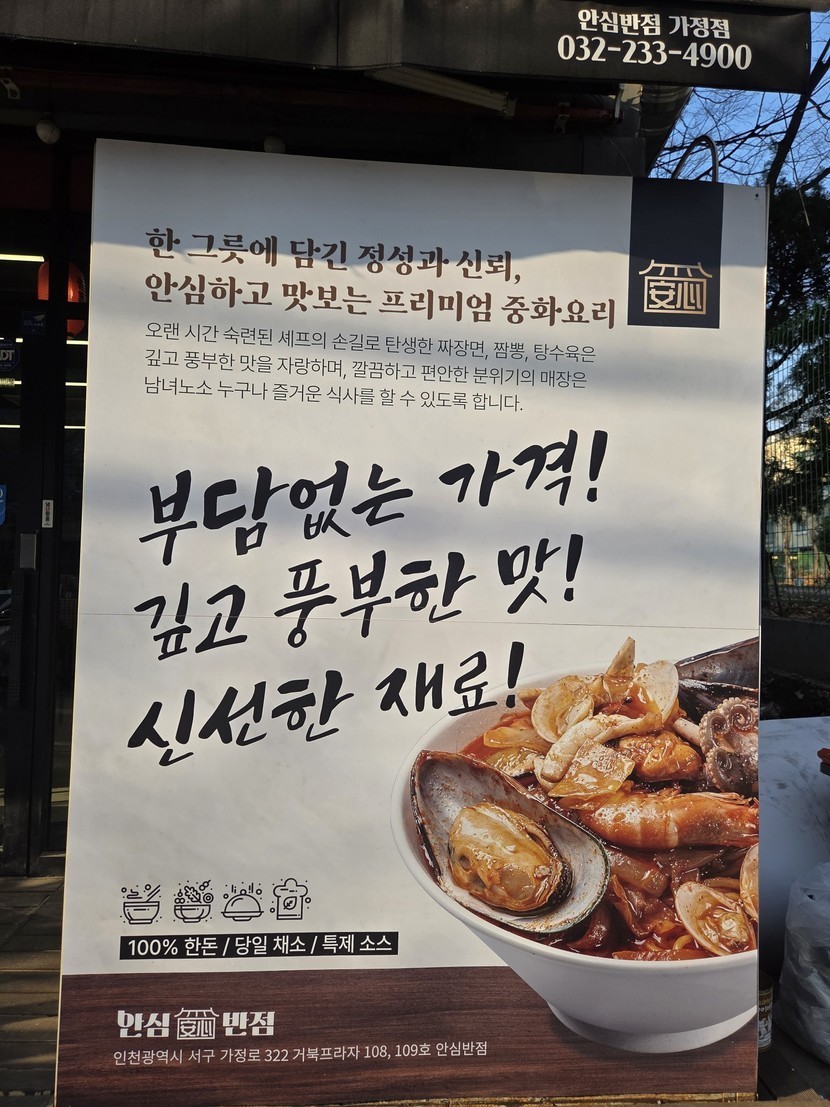 안심반점 가정점
032-233-4900
한 그릇에 담긴 정성과 신뢰,
안심하고 맛보는 프리미엄 중화요리
安心
오랜 시간 숙련된 셰프의 손길로 탄생한 짜장면, 짬뽕, 탕수육은
깊고 풍부한 맛을 자랑하며, 깔끔하고 편안한 분위기의 매장은
남녀노소 누구나 즐거운 식사를 할 수 있도록 합니다.
부담없는 가격!
깊고 풍부한 맛!
신선한 재료!
100% 한돈 / 당일 채소 / 특제 소스
안심 安心 반점
인천광역시 서구 가정로 322 거북프라자 108, 109호 안심반점